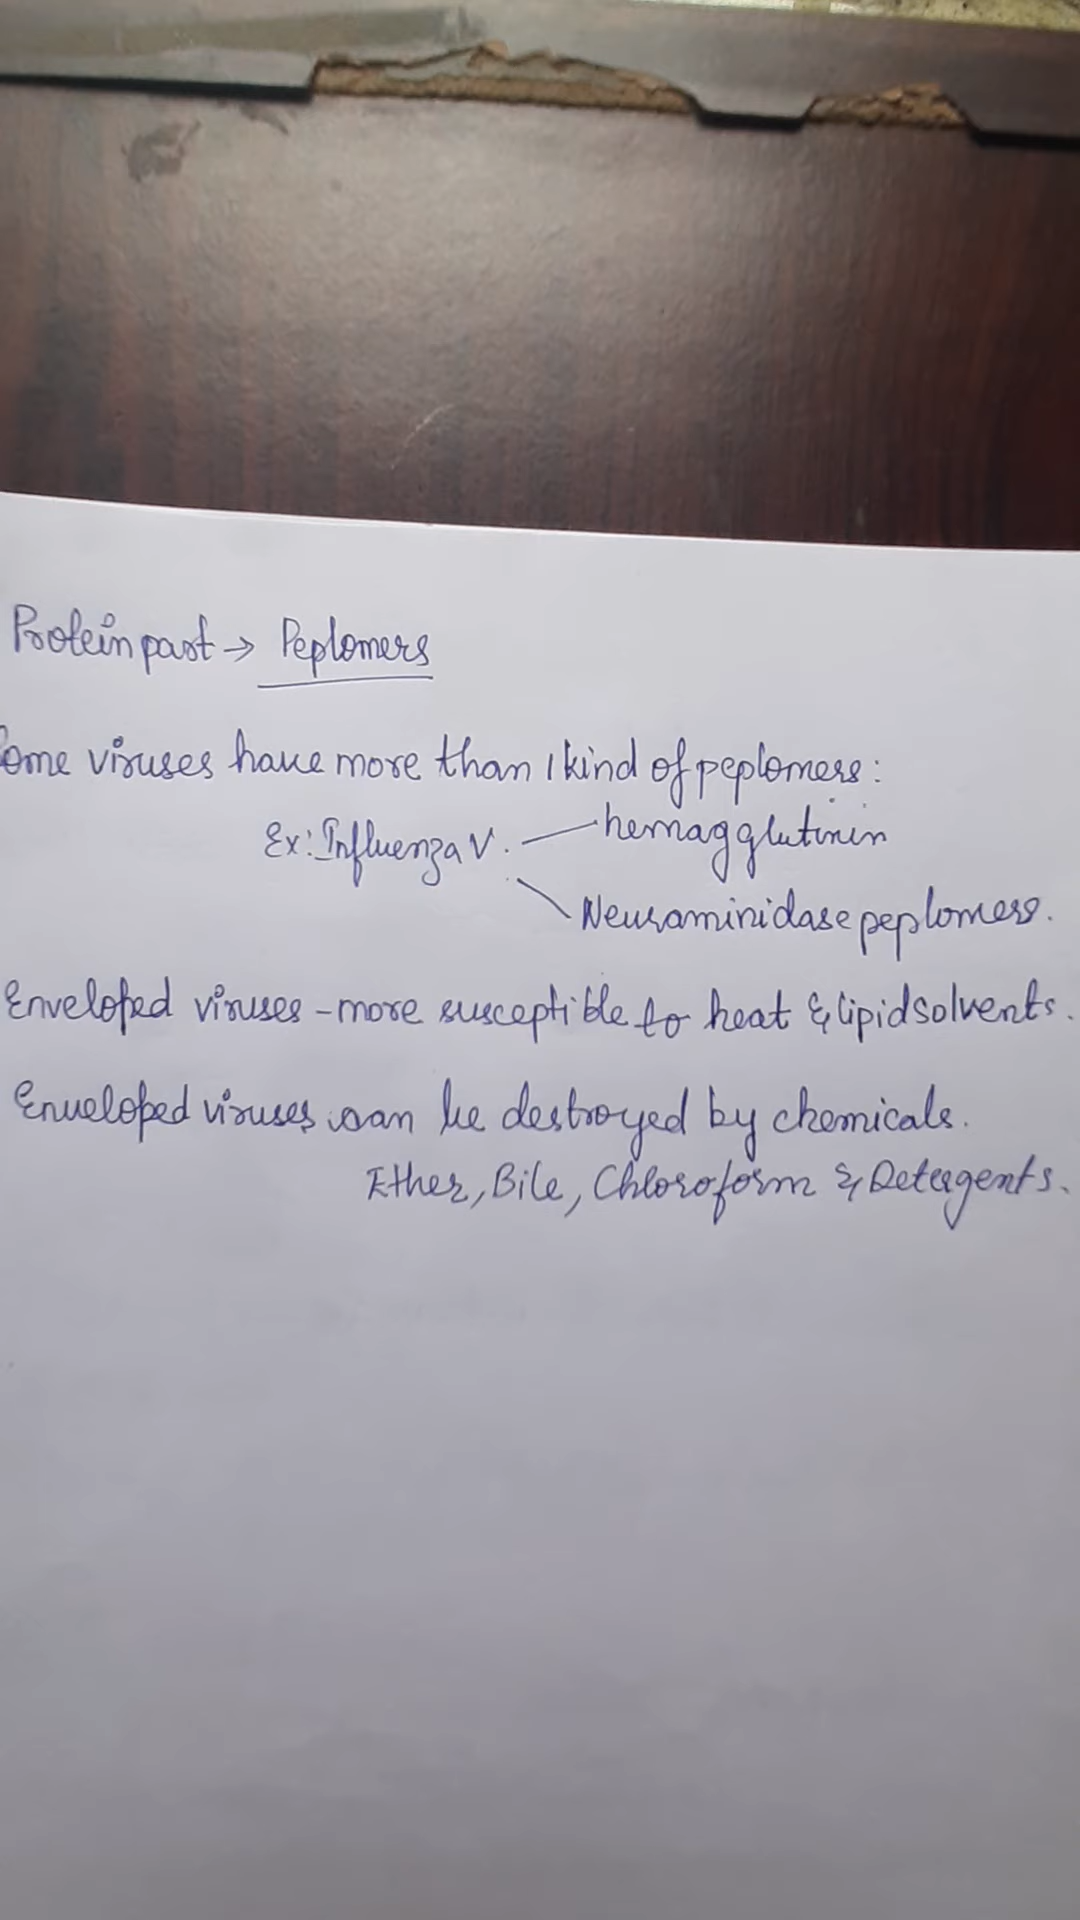 Protein part → Peplomers
Some viruses have more than 1 kind of peplomers:
Ex: Influenza V. — hemagglutinin
Neuraminidase peplomers.
Enveloped viruses - more susceptible to heat & lipid solvents.
Enveloped viruses can be destroyed by chemicals.
Ether, Bile, Chloroform & Detergents.